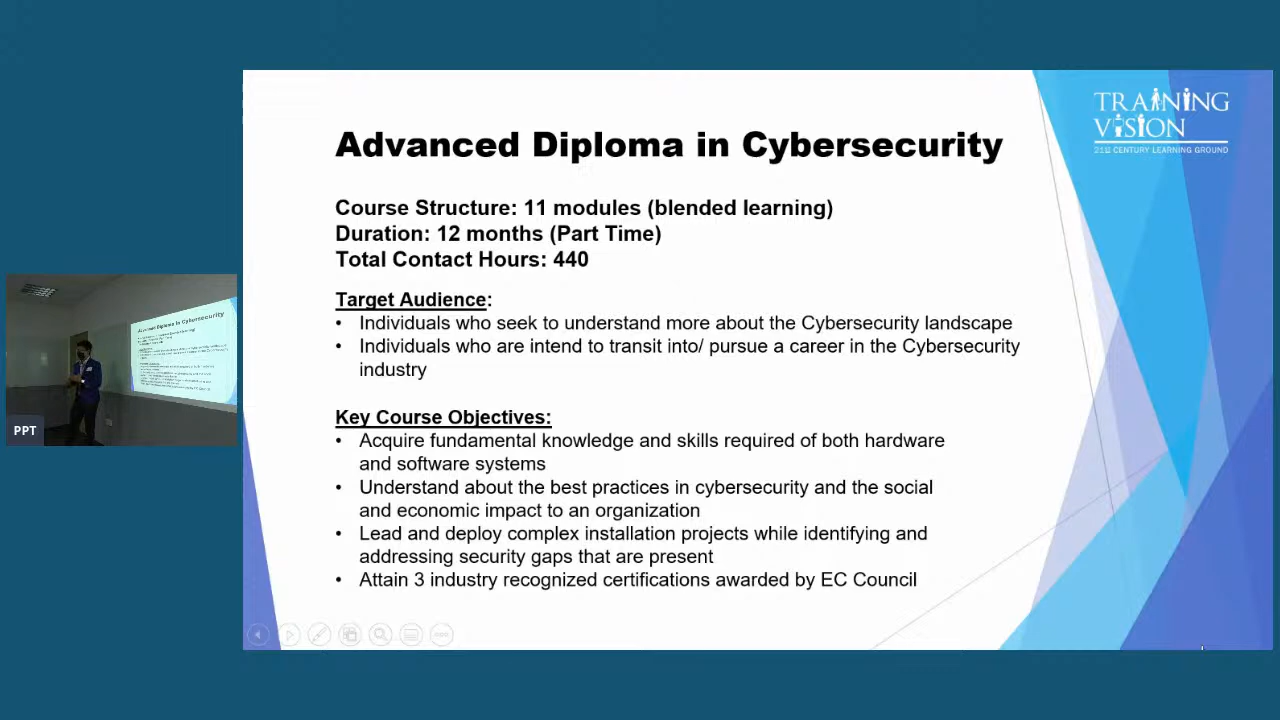 TRAINING
VISION
21st CENTURY LEARNING GROUND
Advanced Diploma in Cybersecurity
Course Structure: 11 modules (blended learning)
Duration: 12 months (Part Time)
Total Contact Hours: 440
Target Audience:
• Individuals who seek to understand more about the Cybersecurity landscape
• Individuals who are intend to transit into/ pursue a career in the Cybersecurity
industry
Key Course Objectives:
• Acquire fundamental knowledge and skills required of both hardware
and software systems
• Understand about the best practices in cybersecurity and the social
and economic impact to an organization
• Lead and deploy complex installation projects while identifying and
addressing security gaps that are present
• Attain 3 industry recognized certifications awarded by EC Council
Advanced Diploma in Cybersecurity
PPT